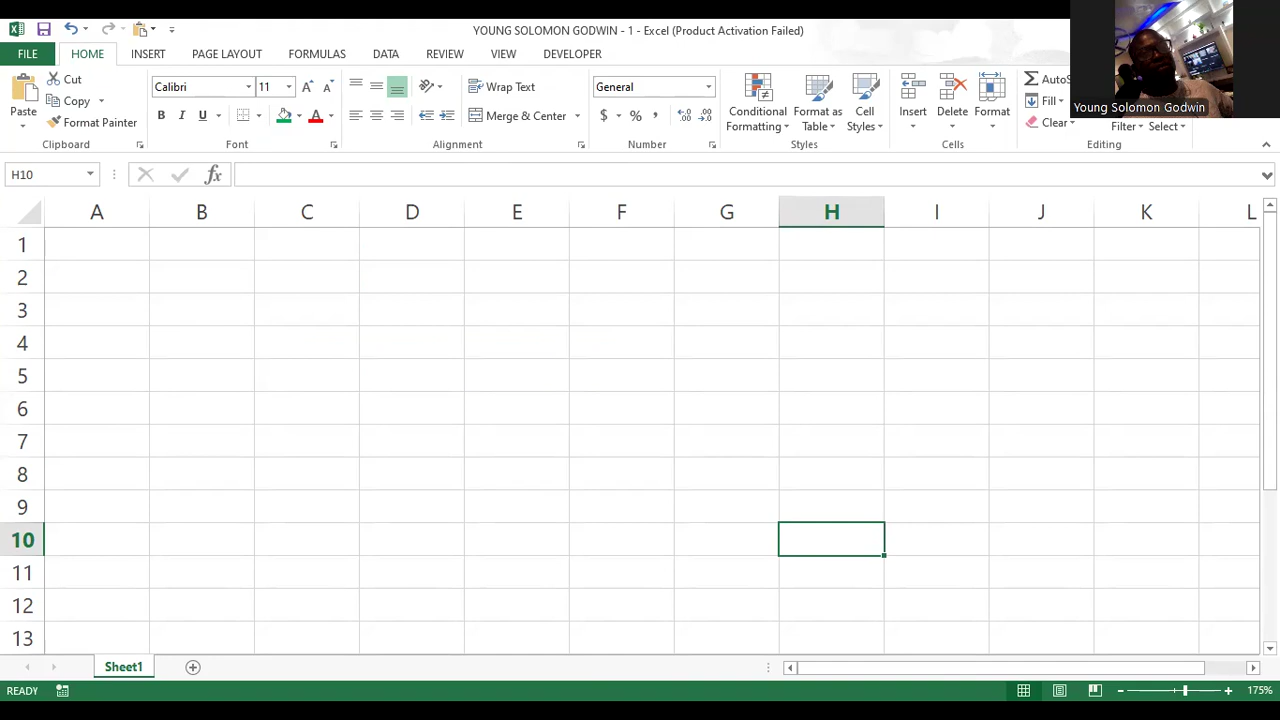 YOUNG SOLOMON GODWIN - 1 - Excel (Product Activation Failed)
FILE HOME INSERT PAGE LAYOUT FORMULAS DATA REVIEW VIEW DEVELOPER
Young Solomon Godwin
Paste
Cut
Copy
Format Painter
Clipboard
Calibri 11
B I U A
Font
Wrap Text
Merge & Center
Alignment
General
$ % ,
Number
Conditional Formatting
Format as Table
Cell Styles
Styles
Insert
Delete
Format
Cells
Fill
Clear
Filter Select
Editing
H10 fx
A B C D E F G H I J K L
1
2
3
4
5
6
7
8
9
10
11
12
13
Sheet1
READY 175%